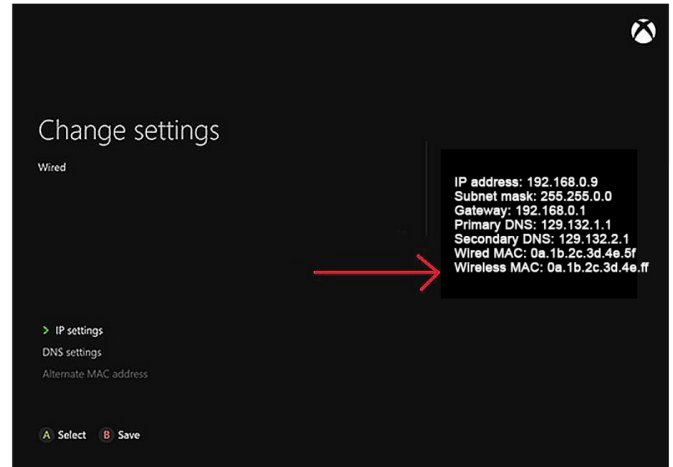 Change settings
Wired
IP address: 192.168.0.9
Subnet mask: 255.255.0.0
Gateway: 192.168.0.1
Primary DNS: 129.132.1.1
Secondary DNS: 129.132.2.1
Wired MAC: 0a.1b.2c.3d.4e.5f
Wireless MAC: 0a.1b.2c.3d.4e.ff
> IP settings
DNS settings
Alternate MAC address
A Select B Save